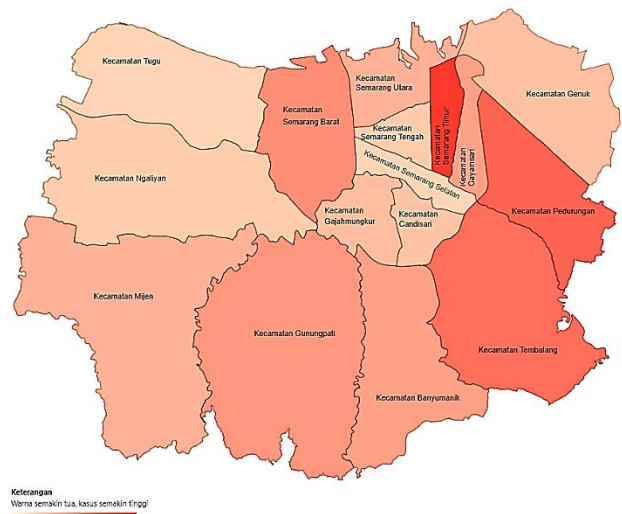 Kecamatan Tugu
Kecamatan
Semarang Utara
Kecamatan
Semarang Barat
Kecamatan Genuk
Kecamatan
Semarang Tengah
Kecamatan
Semarang Timur
Kecamatan
Gayamsari
Kecamatan Semarang Selatan
Kecamatan Ngaliyan
Kecamatan
Gajahmungkur
Kecamatan
Candisari
Kecamatan Pedurungan
Kecamatan Mijen
Kecamatan Gunungpati
Kecamatan Tembalang
Kecamatan Banyumanik
Keterangan
Warna semakin tua, kasus semakin tinggi